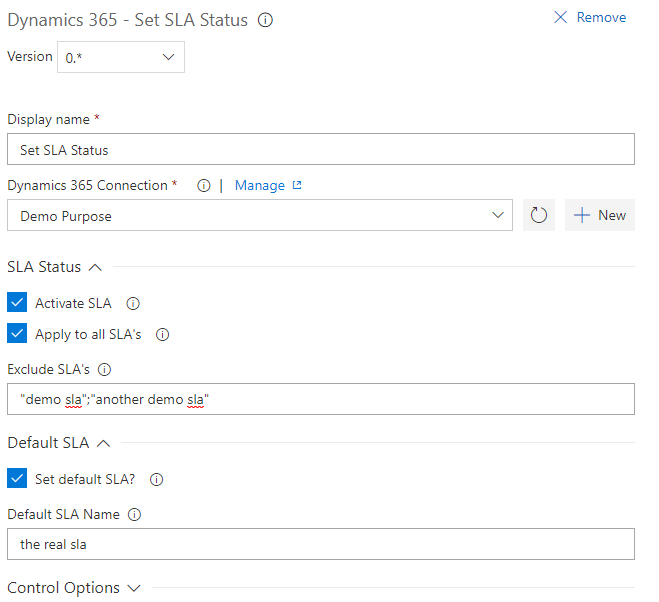 Dynamics 365 - Set SLA Status Remove
Version 0.*
Display name *
Set SLA Status
Dynamics 365 Connection * | Manage
Demo Purpose New
SLA Status
Activate SLA
Apply to all SLA's
Exclude SLA's
"demo sla";"another demo sla"
Default SLA
Set default SLA?
Default SLA Name
the real sla
Control Options